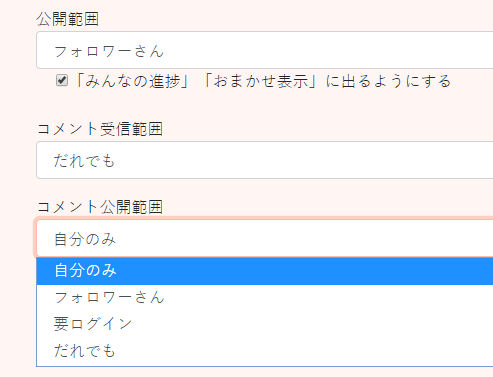 公開範囲
フォロワーさん
「みんなの進捗」「おまかせ表示」に出るようにする
コメント受信範囲
だれでも
コメント公開範囲
自分のみ
自分のみ
フォロワーさん
要ログイン
だれでも